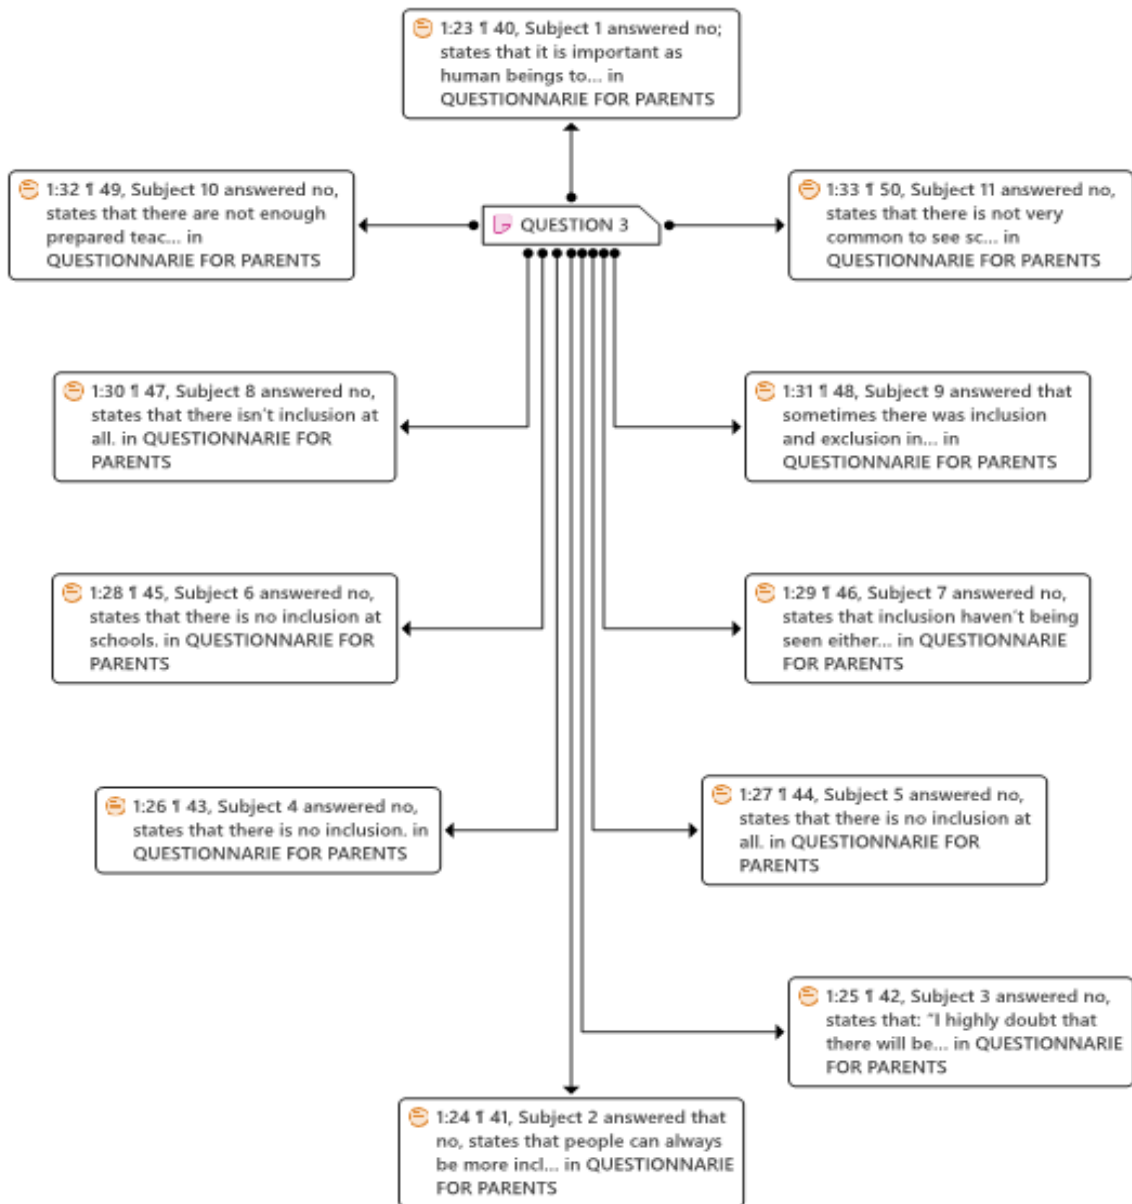 1:23 ¶ 40, Subject 1 answered no;
states that it is important as
human beings to... in
QUESTIONNARIE FOR PARENTS
1:32 ¶ 49, Subject 10 answered no,
states that there are not enough
prepared teac... in
QUESTIONNARIE FOR PARENTS
QUESTION 3
1:33 ¶ 50, Subject 11 answered no,
states that there is not very
common to see sc... in
QUESTIONNARIE FOR PARENTS
1:30 ¶ 47, Subject 8 answered no,
states that there isn't inclusion at
all. in QUESTIONNARIE FOR
PARENTS
1:31 ¶ 48, Subject 9 answered that
sometimes there was inclusion
and exclusion in... in
QUESTIONNARIE FOR PARENTS
1:28 ¶ 45, Subject 6 answered no,
states that there is no inclusion at
schools. in QUESTIONNARIE FOR
PARENTS
1:29 ¶ 46, Subject 7 answered no,
states that inclusion haven't being
seen either... in QUESTIONNARIE
FOR PARENTS
1:26 ¶ 43, Subject 4 answered no,
states that there is no inclusion. in
QUESTIONNARIE FOR PARENTS
1:27 ¶ 44, Subject 5 answered no,
states that there is no inclusion at
all. in QUESTIONNARIE FOR
PARENTS
1:25 ¶ 42, Subject 3 answered no,
states that: "I highly doubt that
there will be... in QUESTIONNARIE
FOR PARENTS
1:24 ¶ 41, Subject 2 answered that
no, states that people can always
be more incl... in QUESTIONNARIE
FOR PARENTS